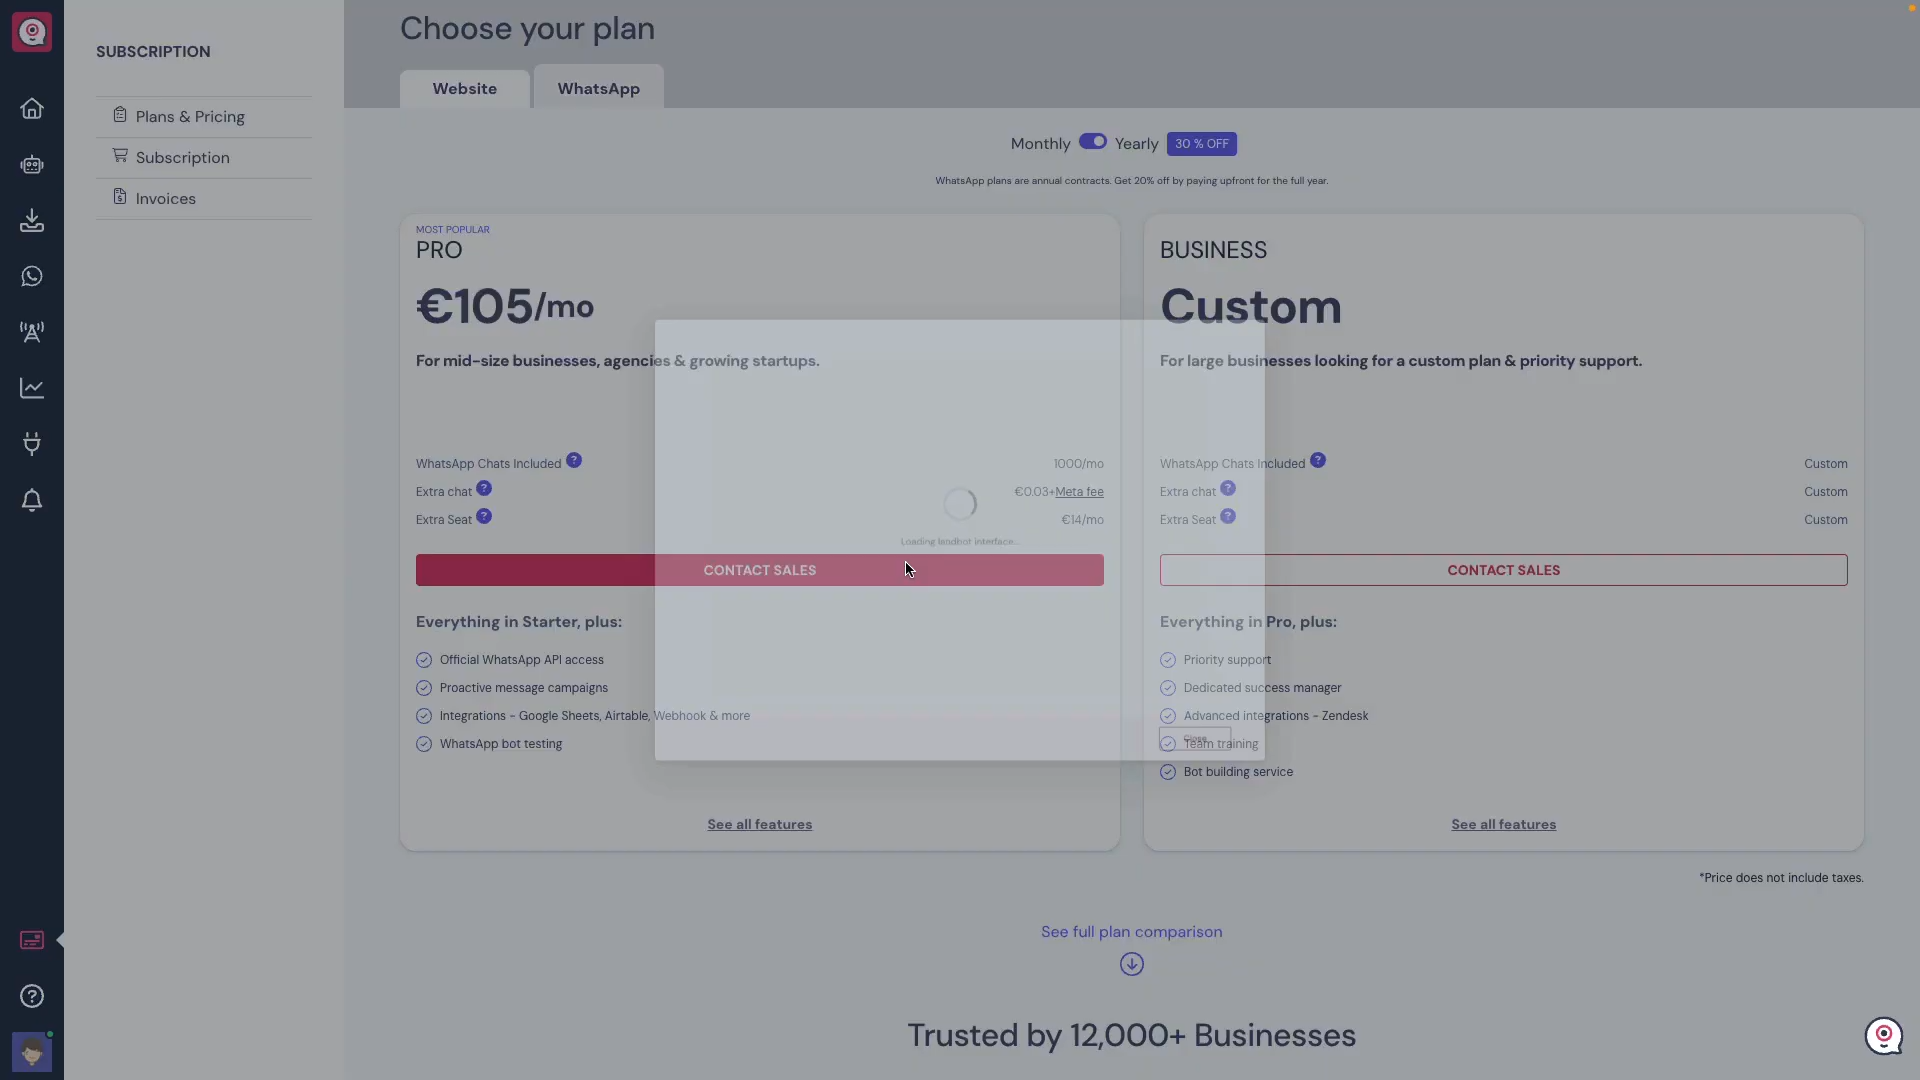 SUBSCRIPTION
Plans & Pricing
Subscription
Invoices
Choose your plan
Website
WhatsApp
Monthly
Yearly
30 % OFF
WhatsApp plans are annual contracts. Get 20% off by paying upfront for the full year.
MOST POPULAR
PRO
€105/mo
For mid-size businesses, agencies & growing startups.
WhatsApp Chats Included ?
1000/mo
Extra chat ?
€0.03+Meta fee
Extra Seat ?
€14/mo
CONTACT SALES
Everything in Starter, plus:
Official WhatsApp API access
Proactive message campaigns
Integrations - Google Sheets, Airtable, Webhook & more
WhatsApp bot testing
See all features
BUSINESS
Custom
For large businesses looking for a custom plan & priority support.
WhatsApp Chats Included ?
Custom
Extra chat ?
Custom
Extra Seat ?
Custom
CONTACT SALES
Everything in Pro, plus:
Priority support
Dedicated success manager
Advanced integrations - Zendesk
Team training
Bot building service
See all features
Loading landbot interface...
Close
*Price does not include taxes.
See full plan comparison
Trusted by 12,000+ Businesses